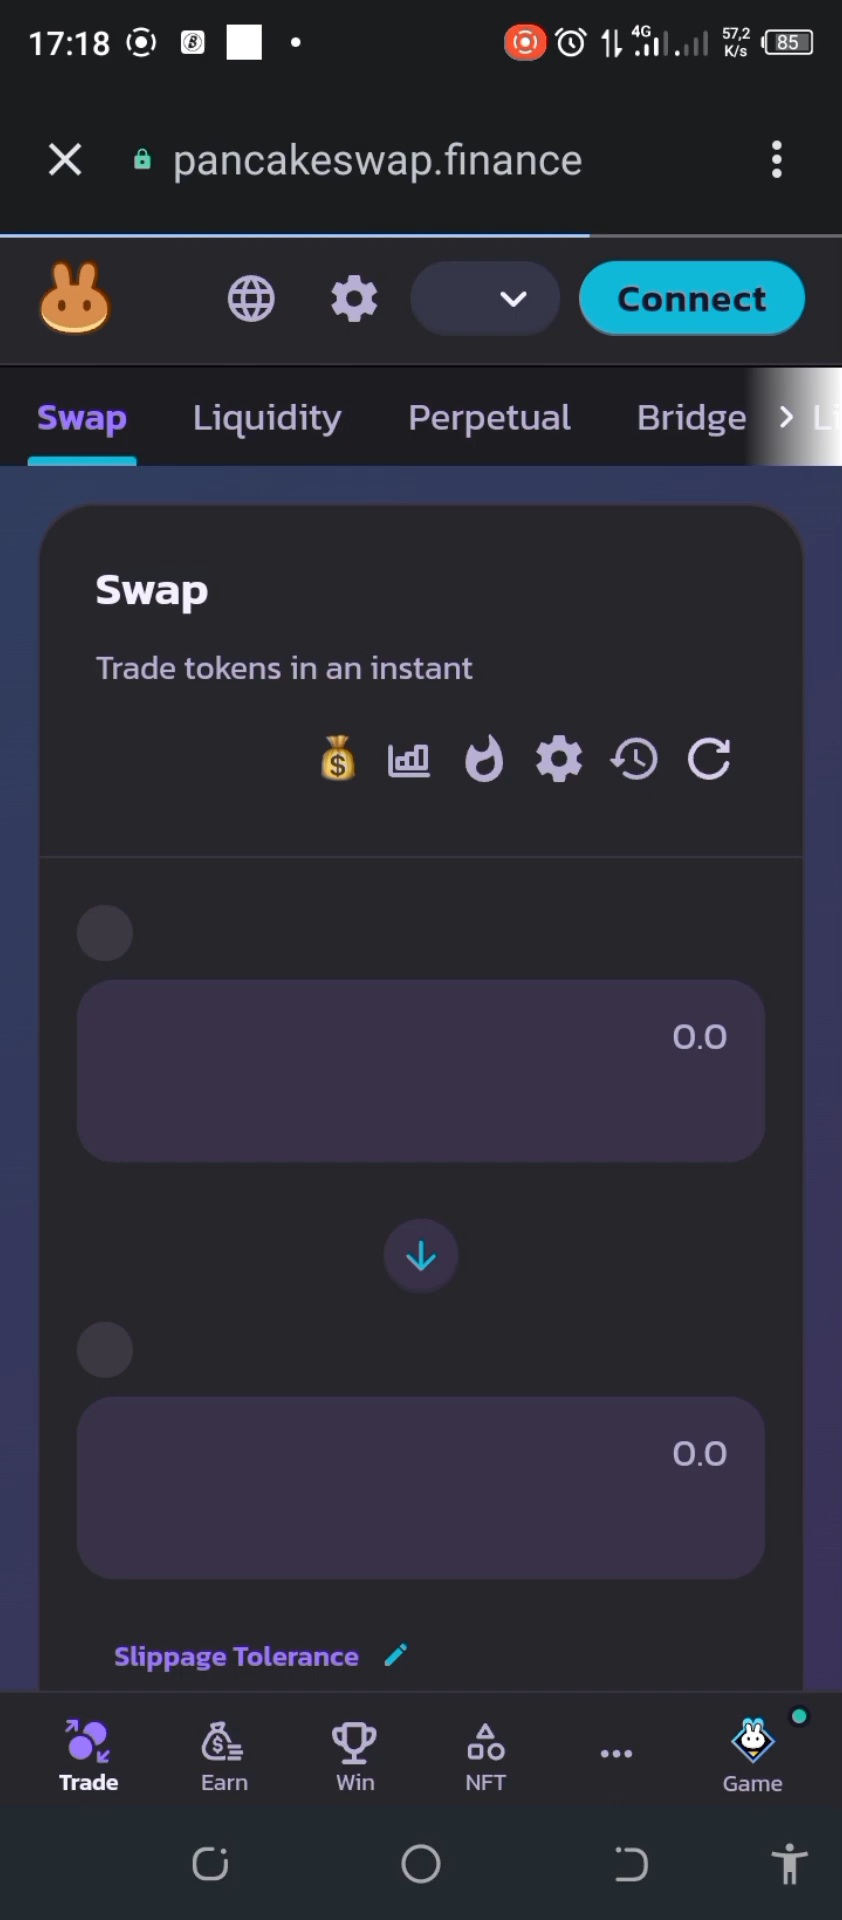 17:18
4G
57,2
K/s
85
pancakeswap.finance
Connect
Swap Liquidity Perpetual Bridge Li
Swap
Trade tokens in an instant
0.0
0.0
Slippage Tolerance
Trade Earn Win NFT Game